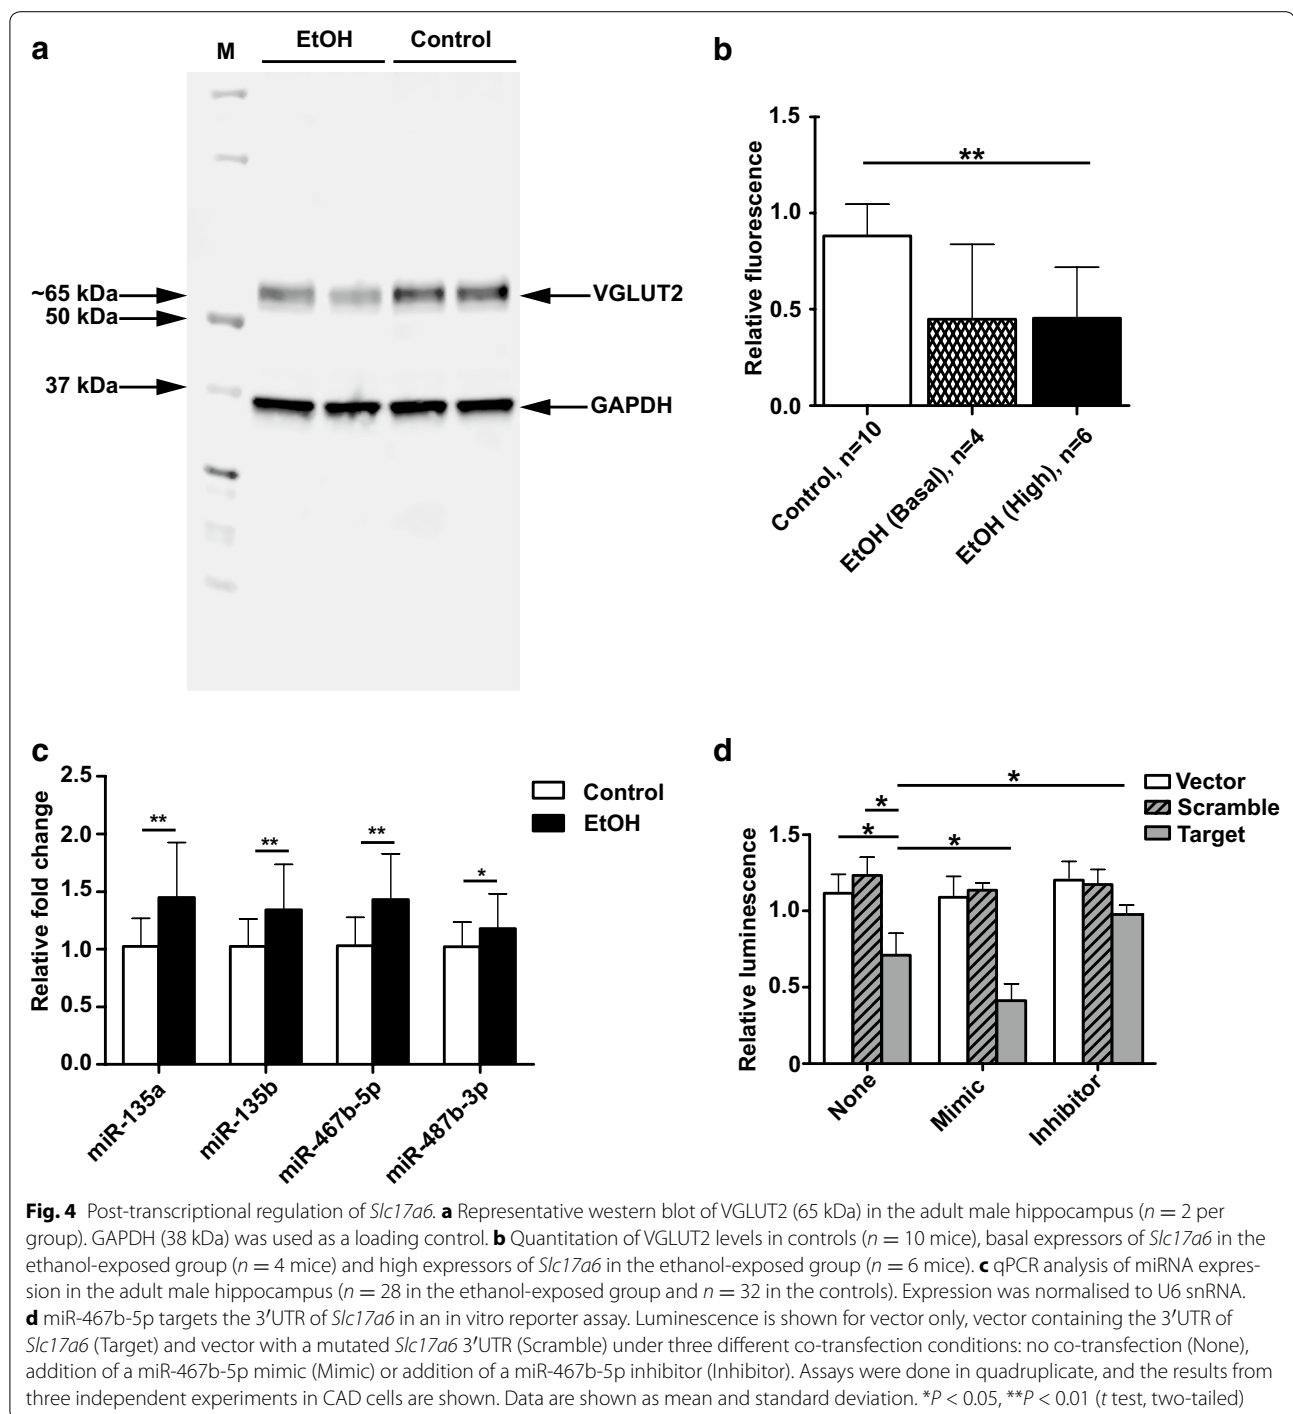 a
M
EtOH
Control
~65 kDa
50 kDa
37 kDa
VGLUT2
GAPDH
b
Relative fluorescence
1.5
1.0
0.5
0.0
**
Control, n=10
EtOH (Basal), n=4
EtOH (High), n=6
c
Relative fold change
2.5
2.0
1.5
1.0
0.5
0.0
**
**
**
*
Control
EtOH
miR-135a
miR-135b
miR-467b-5p
miR-487b-3p
d
Relative luminescence
1.5
1.0
0.5
0
*
*
*
*
Vector
Scramble
Target
None
Mimic
Inhibitor
Fig. 4 Post-transcriptional regulation of Slc17a6. a Representative western blot of VGLUT2 (65 kDa) in the adult male hippocampus (n = 2 per
group). GAPDH (38 kDa) was used as a loading control. b Quantitation of VGLUT2 levels in controls (n = 10 mice), basal expressors of Slc17a6 in the
ethanol-exposed group (n = 4 mice) and high expressors of Slc17a6 in the ethanol-exposed group (n = 6 mice). c qPCR analysis of miRNA expres-
sion in the adult male hippocampus (n = 28 in the ethanol-exposed group and n = 32 in the controls). Expression was normalised to U6 snRNA.
d miR-467b-5p targets the 3′UTR of Slc17a6 in an in vitro reporter assay. Luminescence is shown for vector only, vector containing the 3′UTR of
Slc17a6 (Target) and vector with a mutated Slc17a6 3′UTR (Scramble) under three different co-transfection conditions: no co-transfection (None),
addition of a miR-467b-5p mimic (Mimic) or addition of a miR-467b-5p inhibitor (Inhibitor). Assays were done in quadruplicate, and the results from
three independent experiments in CAD cells are shown. Data are shown as mean and standard deviation. *P < 0.05, **P < 0.01 (t test, two-tailed)